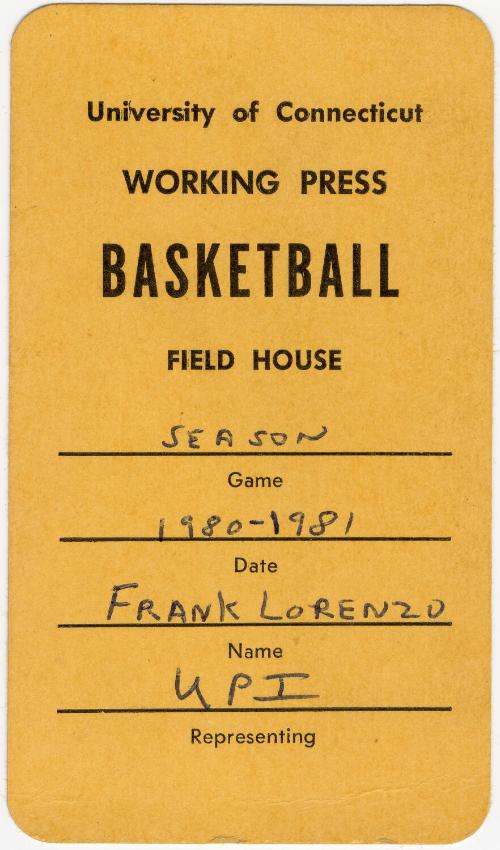 University of Connecticut
WORKING PRESS
BASKETBALL
FIELD HOUSE
SEASON
Game
1980-1981
Date
FRANK LORENZO
Name
UPI
Representing